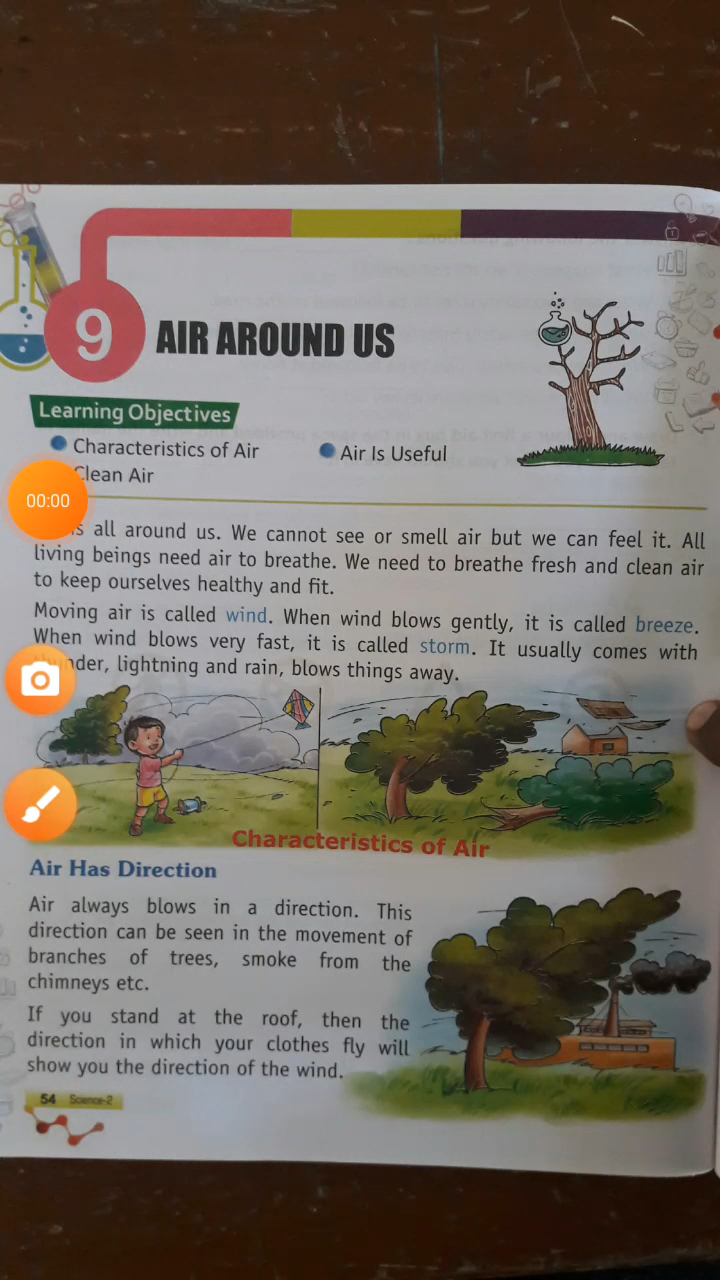 9 AIR AROUND US
Learning Objectives
Characteristics of Air
Air Is Useful
Clean Air
00:00
all around us. We cannot see or smell air but we can feel it. All
living beings need air to breathe. We need to breathe fresh and clean air
to keep ourselves healthy and fit.
Moving air is called wind. When wind blows gently, it is called breeze.
When wind blows very fast, it is called storm. It usually comes with
thunder, lightning and rain, blows things away.
Characteristics of Air
Air Has Direction
Air always blows in a direction. This
direction can be seen in the movement of
branches of trees, smoke from the
chimneys etc.
If you stand at the roof, then the
direction in which your clothes fly will
show you the direction of the wind.
54 Science-2